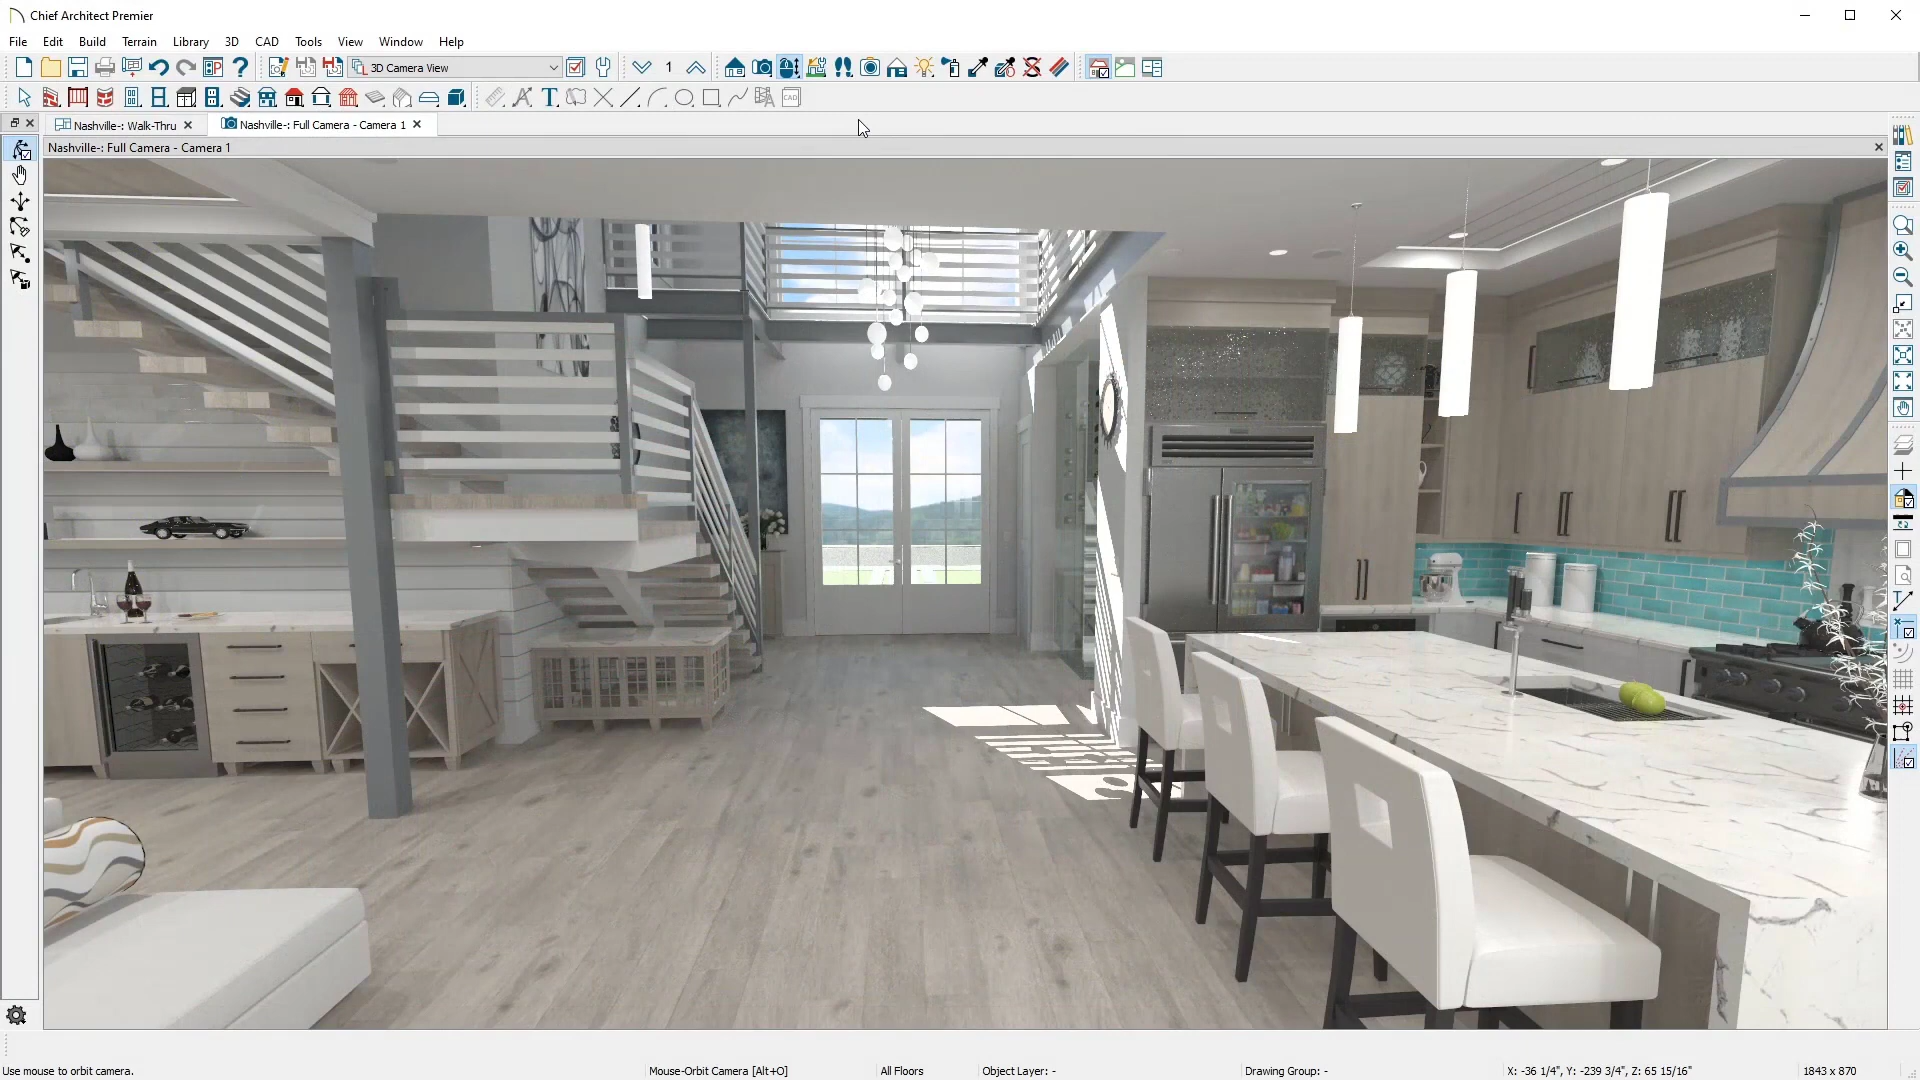 Chief Architect Premier
File Edit Build Terrain Library 3D CAD Tools View Window Help
3D Camera View 1
CAD
Nashville-: Walk-Thru Nashville-: Full Camera - Camera 1
Nashville-: Full Camera - Camera 1
Use mouse to orbit camera. Mouse-Orbit Camera [Alt+O] All Floors Object Layer: - Drawing Group: - X: -36 1/4", Y: -239 3/4", Z: 65 15/16" 1843 x 870